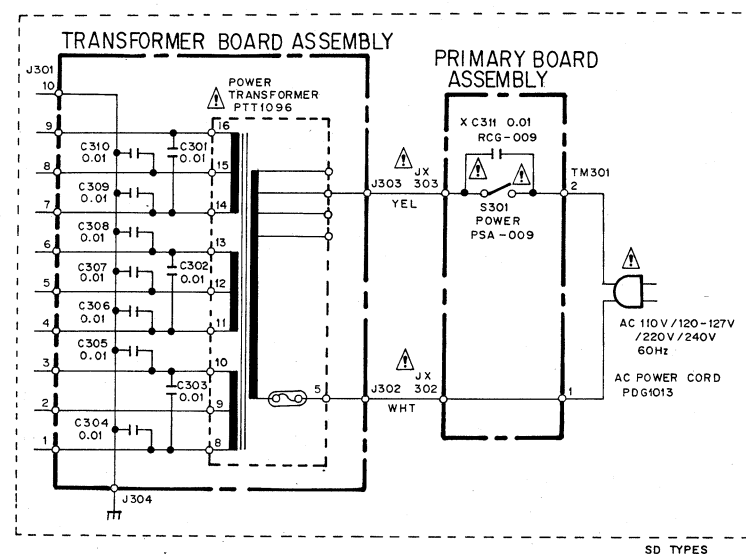 TRANSFORMER BOARD ASSEMBLY
PRIMARY BOARD
ASSEMBLY
J301
10
9
8
7
6
5
4
3
2
1
POWER
TRANSFORMER
PTT1096
C310
0.01
C301
0.01
C309
0.01
C308
0.01
C307
0.01
C302
0.01
C306
0.01
C305
0.01
C303
0.01
C304
0.01
16
15
14
13
12
11
10
9
8
5
J303
JX
303
YEL
J302
JX
302
WHT
X C311 0.01
RCG-009
S301
POWER
PSA-009
TM301
2
1
AC 110V/120-127V
/220V/240V
60Hz
AC POWER CORD
PDG1013
J304
SD TYPES